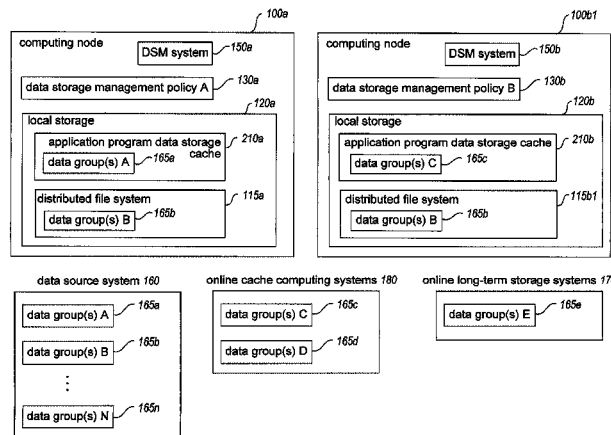 100a
computing node
DSM system
150a
data storage management policy A
130a
120a
local storage
application program data storage
cache
210a
data group(s) A
165a
distributed file system
115a
data group(s) B
165b
100b1
computing node
DSM system
150b
data storage management policy B
130b
120b
local storage
application program data storage cache
210b
data group(s) C
165c
distributed file system
115b1
data group(s) B
165b
data source system 160
data group(s) A
165a
data group(s) B
165b
data group(s) N
165n
online cache computing systems 180
data group(s) C
165c
data group(s) D
165d
online long-term storage systems 17
data group(s) E
165e